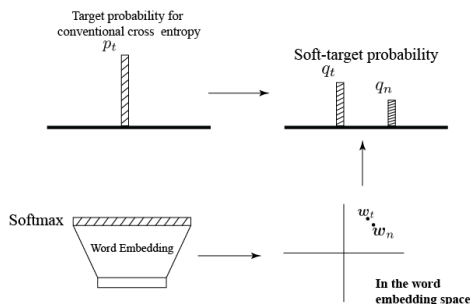 Target probability for
conventional cross entropy
p_t
Soft-target probability
q_t
q_n
Softmax
Word Embedding
w_t
w_n
In the word
embedding space